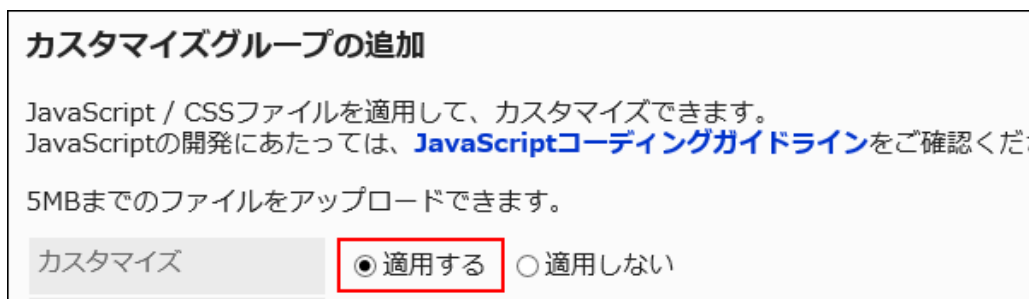 カスタマイズグループの追加
JavaScript / CSSファイルを適用して、カスタマイズできます。
JavaScriptの開発にあたっては、JavaScriptコーディングガイドラインをご確認くだ
5MBまでのファイルをアップロードできます。
カスタマイズ 適用する 適用しない